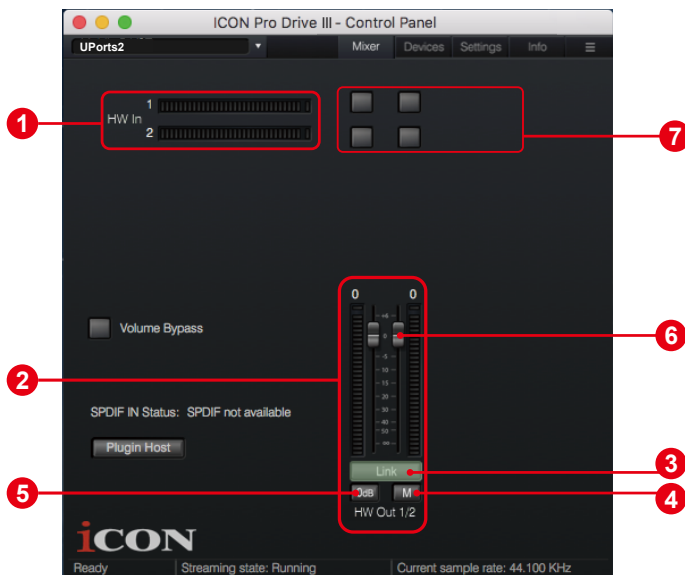 ICON Pro Drive III - Control Panel
UPorts2 Mixer Devices Settings Info
1
HW In
2
1
7
0 0
+6
0
-5
-10
-15
-20
-30
-40
-50
-∞
6
Volume Bypass
2
SPDIF IN Status: SPDIF not available
Plugin Host
Link
3
0dB M
5
4
HW Out 1/2
icon
Ready Streaming state: Running Current sample rate: 44.100 KHz